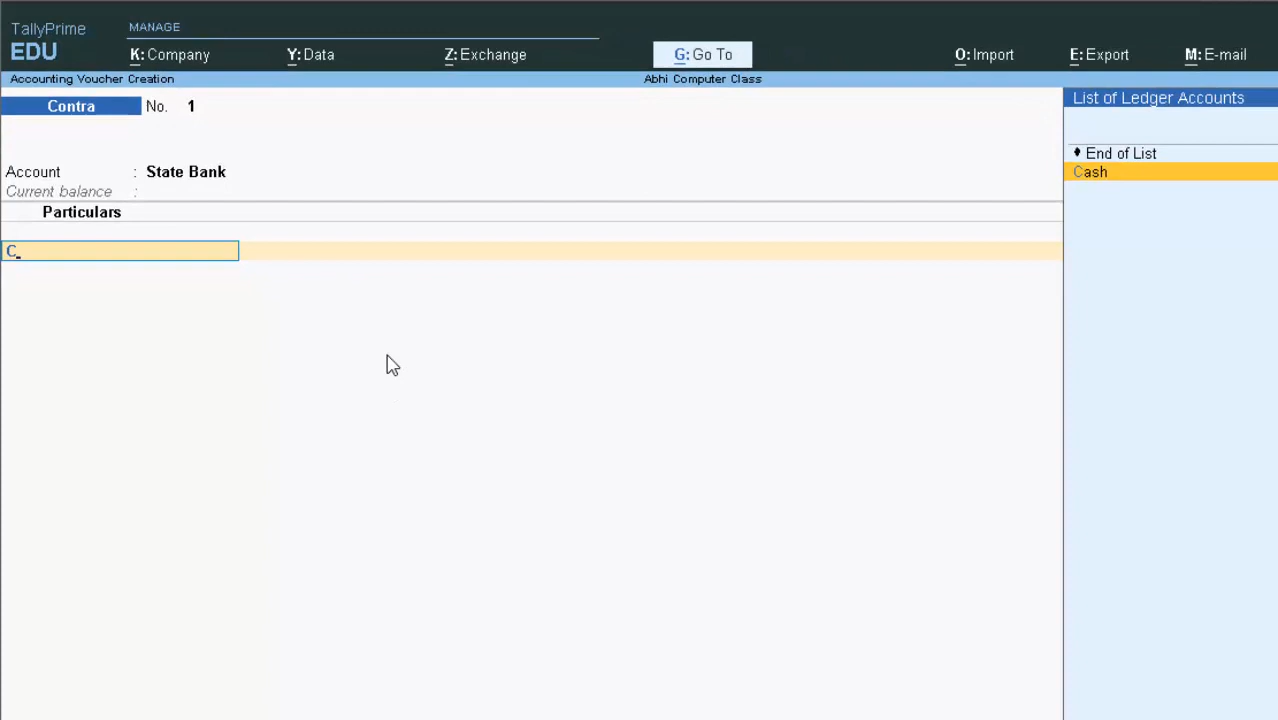 TallyPrime MANAGE
EDU K: Company Y: Data Z: Exchange G: Go To O: Import E: Export M: E-mail
Accounting Voucher Creation Abhi Computer Class
Contra No. 1 List of Ledger Accounts
♦ End of List
Account : State Bank Cash
Current balance :
Particulars
C